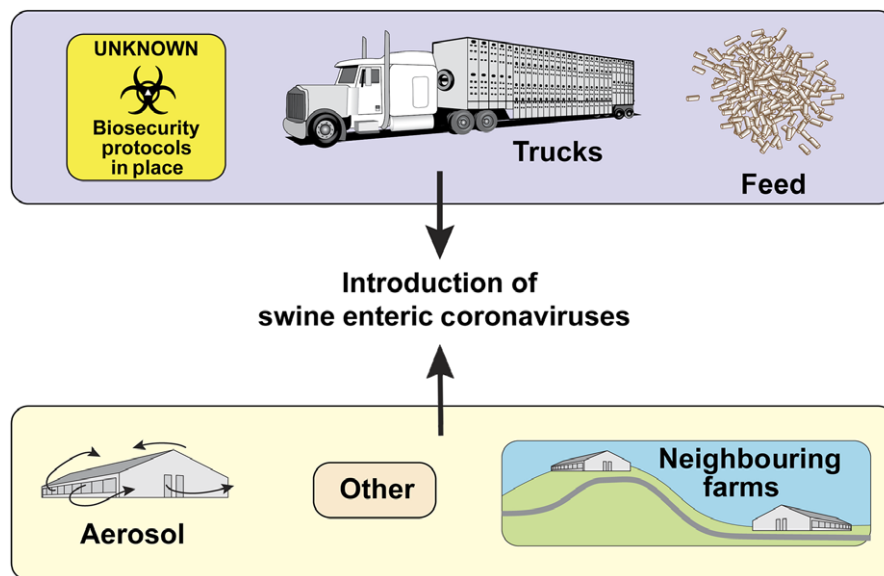 UNKNOWN
Biosecurity
protocols
in place
Trucks
Feed
Introduction of
swine enteric coronaviruses
Aerosol
Other
Neighbouring
farms